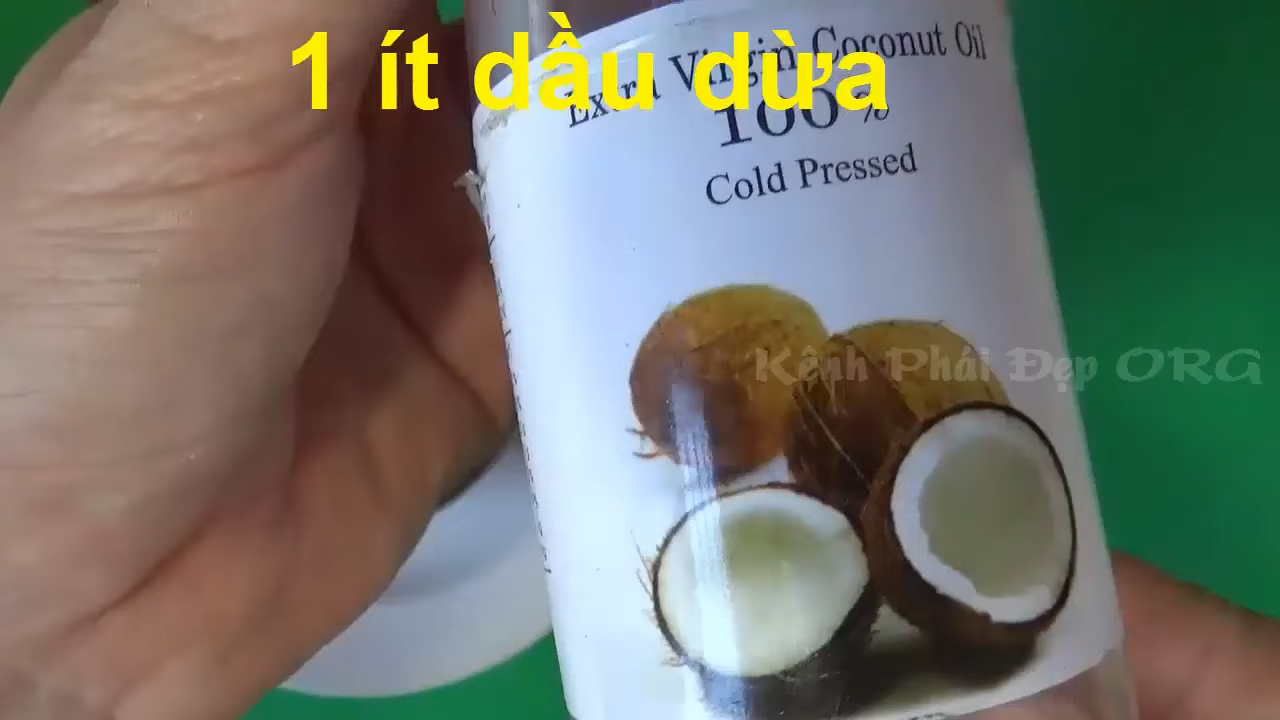 1 ít dầu dừa
Extra Virgin Coconut Oil
100%
Cold Pressed
Kênh Phái Đẹp ORG